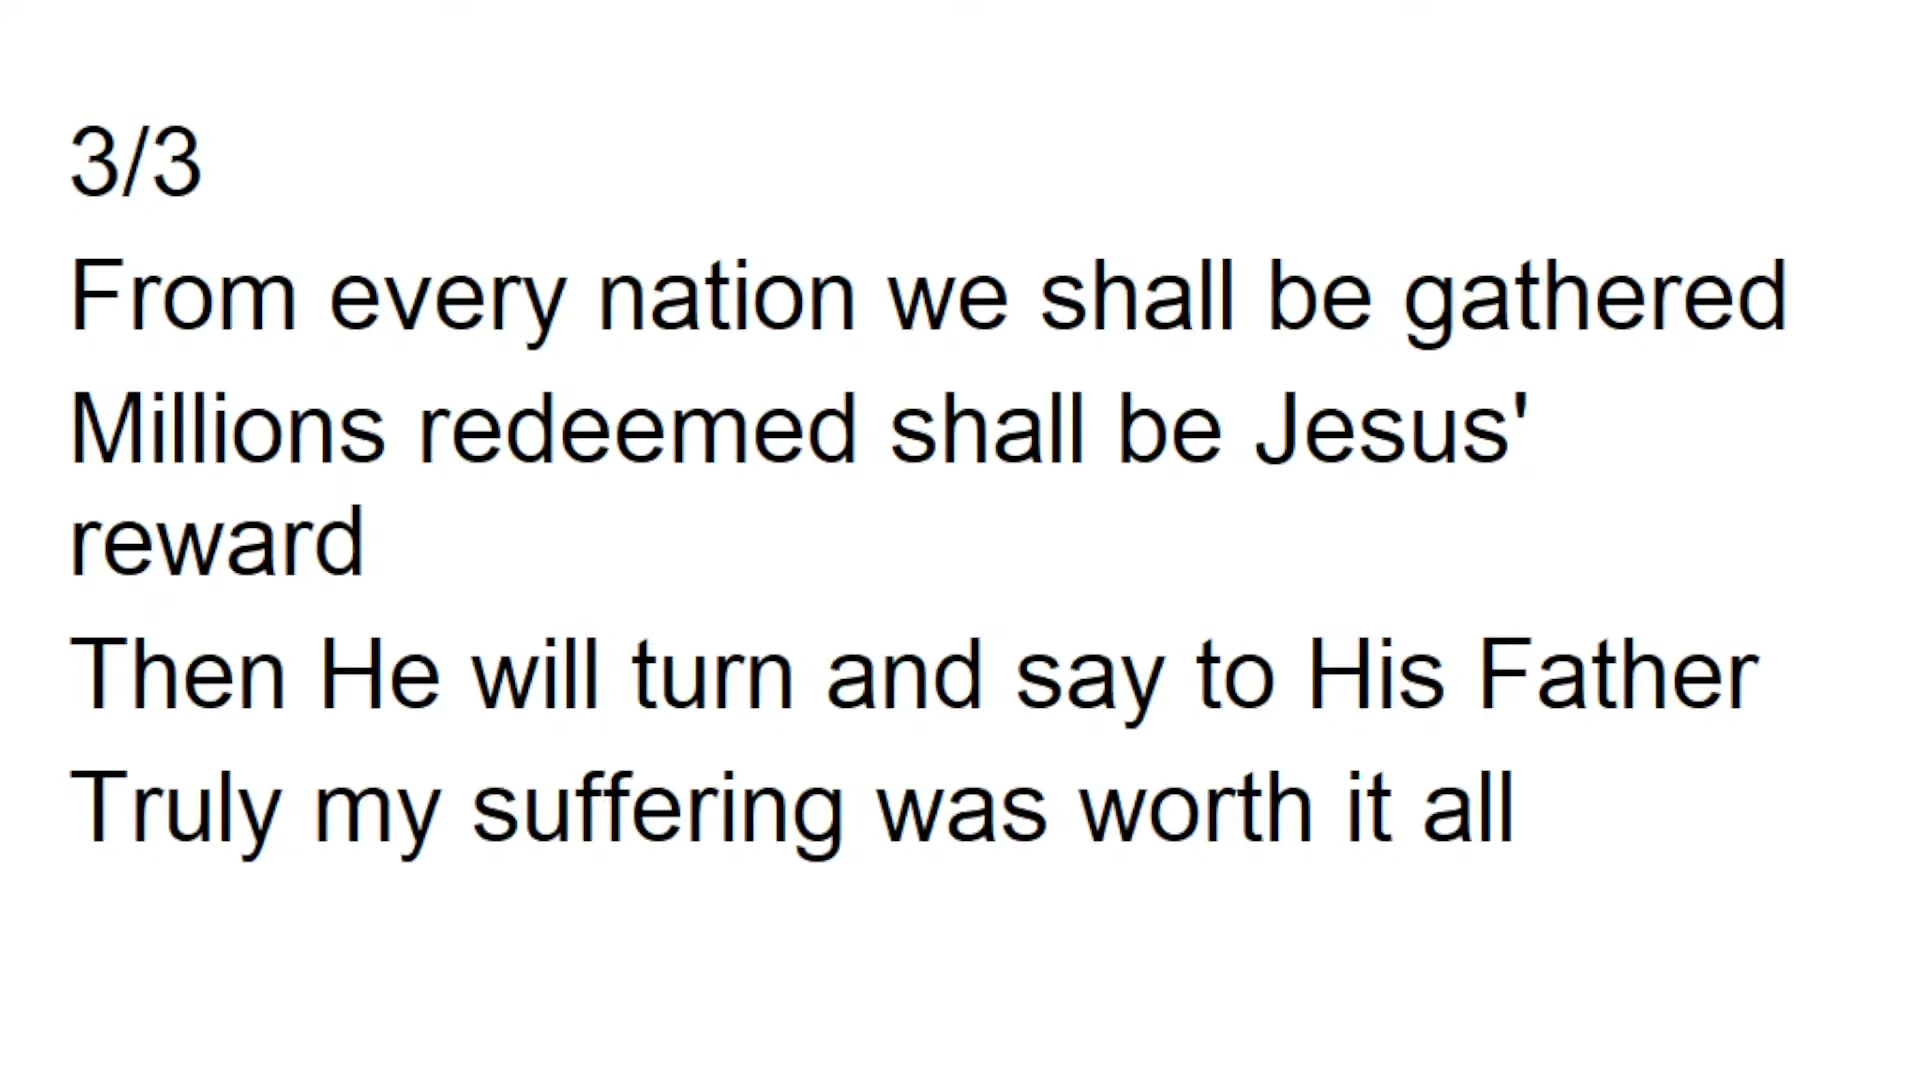 3/3
From every nation we shall be gathered
Millions redeemed shall be Jesus'
reward
Then He will turn and say to His Father
Truly my suffering was worth it all